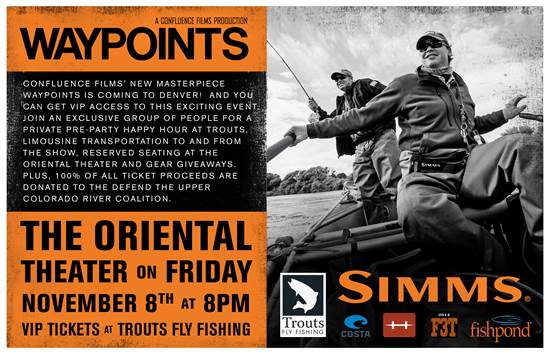 A CONFLUENCE FILMS PRODUCTION
WAYPOINTS
CONFLUENCE FILMS' NEW MASTERPIECE
WAYPOINTS IS COMING TO DENVER! AND YOU
CAN GET VIP ACCESS TO THIS EXCITING EVENT.
JOIN AN EXCLUSIVE GROUP OF PEOPLE FOR A
PRIVATE PRE-PARTY HAPPY HOUR AT TROUTS,
LIMOUSINE TRANSPORTATION TO AND FROM
THE SHOW, RESERVED SEATING AT THE
ORIENTAL THEATER AND GEAR GIVEAWAYS.
PLUS, 100% OF ALL TICKET PROCEEDS ARE
DONATED TO THE DEFEND THE UPPER
COLORADO RIVER COALITION.
THE ORIENTAL
THEATER ON FRIDAY
NOVEMBER 8TH AT 8PM
VIP TICKETS AT TROUTS FLY FISHING
SIMMS
SIMMS®
Trouts
FLY FISHING
COSTA
F3T
fishpond